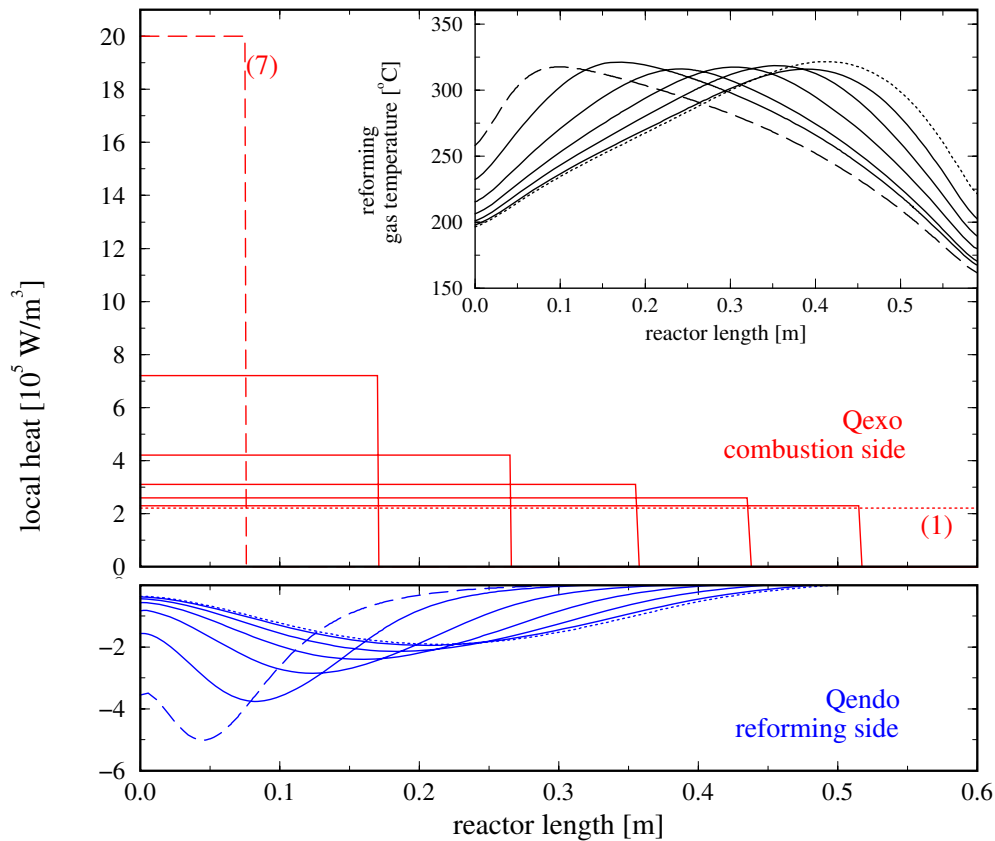 20
18
16
14
12
10
8
6
4
2
0
local heat [10^5 W/m^3]
(7)
350
300
250
200
150
reforming
gas temperature [°C]
0.0 0.1 0.2 0.3 0.4 0.5
reactor length [m]
Qexo
combustion side
(1)
−2
−4
−6
Qendo
reforming side
0.0 0.1 0.2 0.3 0.4 0.5 0.6
reactor length [m]